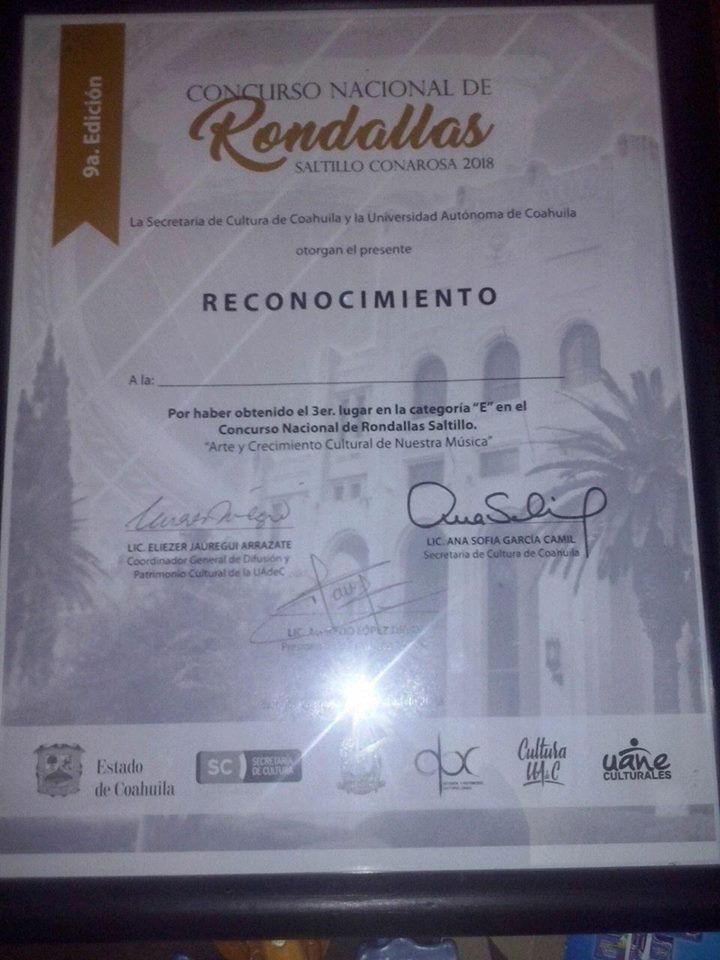 9a. Edición
CONCURSO NACIONAL DE
Rondallas
SALTILLO CONAROSA 2018
La Secretaria de Cultura de Coahuila y la Universidad Autónoma de Coahuila
otorgan el presente
RECONOCIMIENTO
A la:
Por haber obtenido el 3er. lugar en la categoría "E" en el
Concurso Nacional de Rondallas Saltillo.
"Arte y Crecimiento Cultural de Nuestra Música"
LIC. ELIEZER JAUREGUI ARRAZATE
Coordinador General de Difusión y
Patrimonio Cultural de la UAdeC
LIC. ANA SOFIA GARCÍA CAMIL
Secretaria de Cultura de Coahuila
LIC. LÓPEZ
Estado
de Coahuila
SC
SECRETARÍA
DE CULTURA
Cultura
UAdeC
uane
CULTURALES